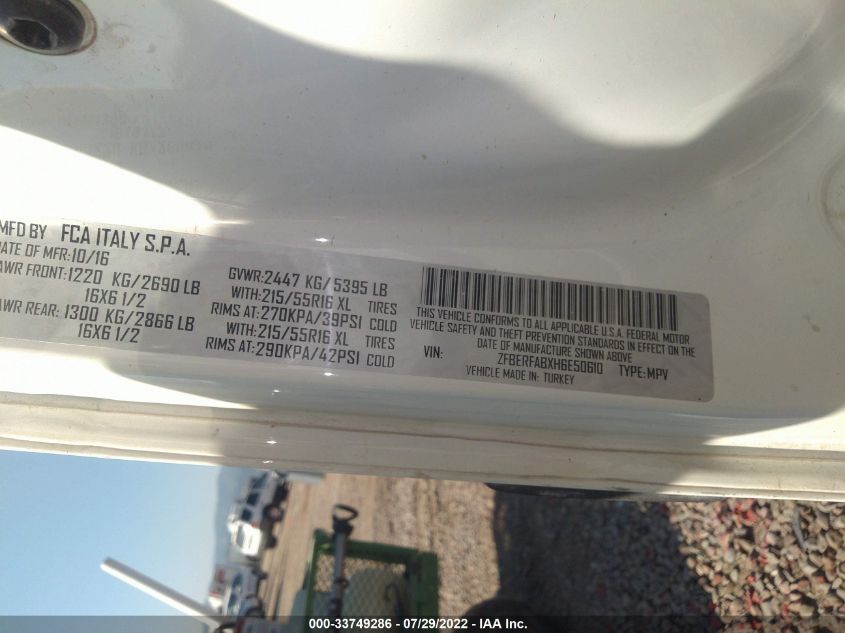 MFD BY FCA ITALY S.P.A.
DATE OF MFR:10/16
AWR FRONT:1220 KG/2690 LB
16X6 1/2
AWR REAR: 1300 KG/2866 LB
16X6 1/2
GVWR:2447 KG/5395 LB
WITH:215/55R16 XL TIRES
RIMS AT:270KPA/39PSI COLD
WITH:215/55R16 XL TIRES
RIMS AT:290KPA/42PSI COLD
THIS VEHICLE CONFORMS TO ALL APPLICABLE U.S.A. FEDERAL MOTOR
VEHICLE SAFETY AND THEFT PREVENTION STANDARDS IN EFFECT ON THE
DATE OF MANUFACTURE SHOWN ABOVE
VIN: ZFBERFABXH6E50610 TYPE:MPV
VEHICLE MADE IN: TURKEY
000-33749286 - 07/29/2022 - IAA Inc.